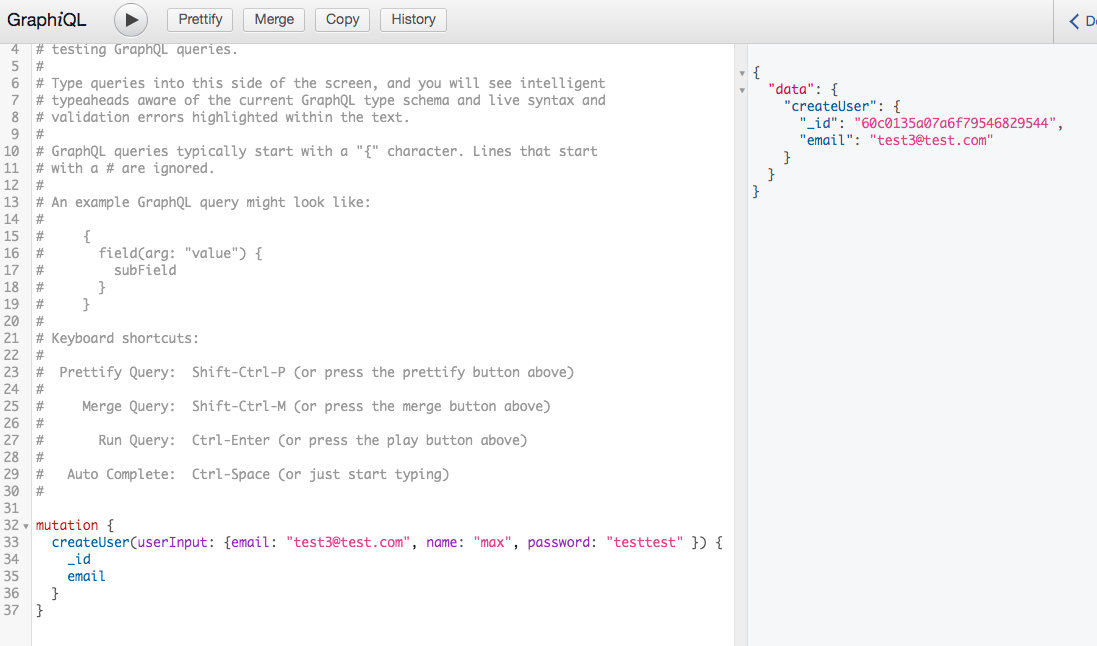 GraphiQL Prettify Merge Copy History
4 # testing GraphQL queries.
5 #
6 # Type queries into this side of the screen, and you will see intelligent
7 # typeaheads aware of the current GraphQL type schema and live syntax and
8 # validation errors highlighted within the text.
9 #
10 # GraphQL queries typically start with a "{" character. Lines that start
11 # with a # are ignored.
12 #
13 # An example GraphQL query might look like:
14 #
15 #     {
16 #       field(arg: "value") {
17 #         subField
18 #       }
19 #     }
20 #
21 # Keyboard shortcuts:
22 #
23 #  Prettify Query:  Shift-Ctrl-P (or press the prettify button above)
24 #
25 #     Merge Query:  Shift-Ctrl-M (or press the merge button above)
26 #
27 #       Run Query:  Ctrl-Enter (or press the play button above)
28 #
29 #   Auto Complete:  Ctrl-Space (or just start typing)
30 #
31
32 mutation {
33   createUser(userInput: {email: "test3@test.com", name: "max", password: "testtest" }) {
34     _id
35     email
36   }
37 }
{
  "data": {
    "createUser": {
      "_id": "60c0135a07a6f79546829544",
      "email": "test3@test.com"
    }
  }
}